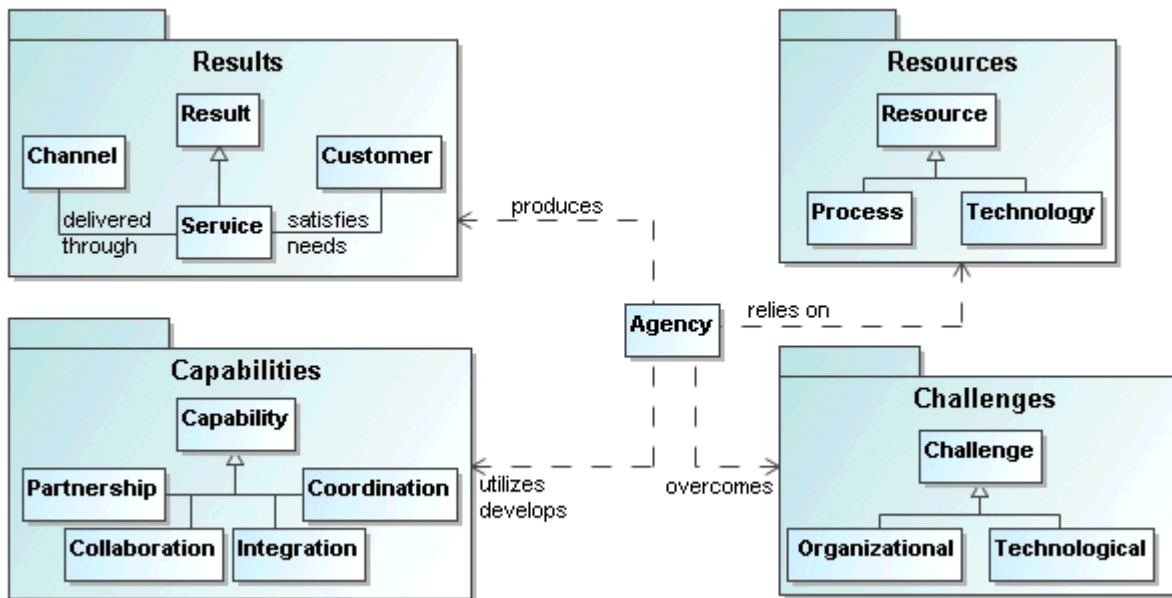 Results
Result
Channel
Customer
delivered
through
Service
satisfies
needs
produces
Resources
Resource
Process
Technology
Agency
relies on
Capabilities
Capability
Partnership
Coordination
Collaboration
Integration
utilizes
develops
overcomes
Challenges
Challenge
Organizational
Technological